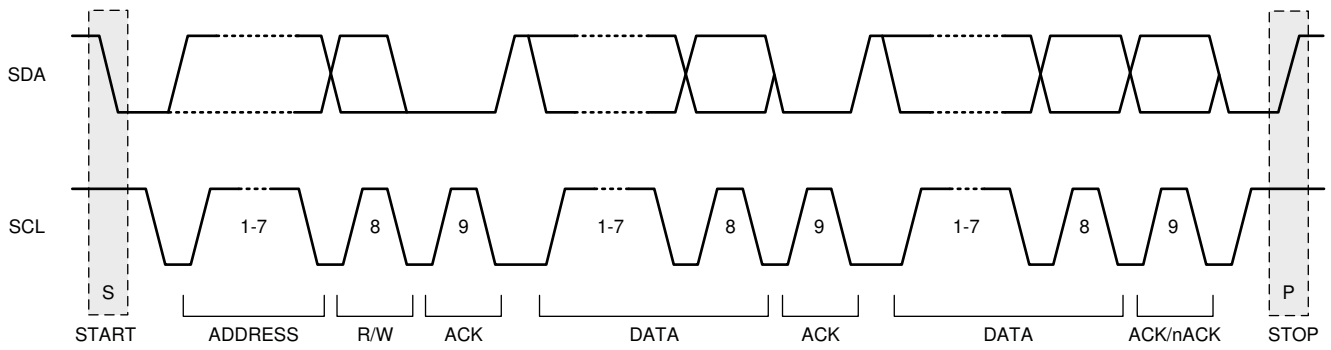 SDA
SCL
1-7
8
9
1-7
8
9
1-7
8
9
S
P
START
ADDRESS
R/W
ACK
DATA
ACK
DATA
ACK/nACK
STOP